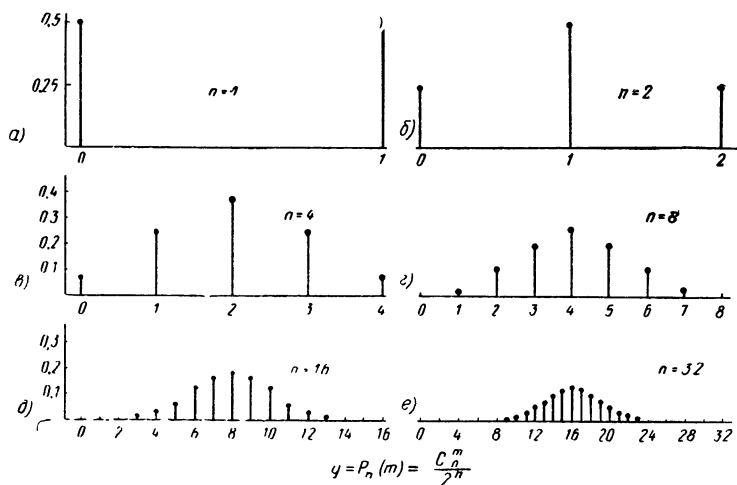 0,5
0,25
n=1
а)
0 1
n=2
б)
0 1 2
0,4
0,3
0,2
0,1
n=4
в)
0 1 2 3 4
n=8
г)
0 1 2 3 4 5 6 7 8
0,3
0,2
0,1
n=16
д)
0 2 4 6 8 10 12 14 16
n=32
е)
0 4 8 12 16 20 24 28 32
y = Pₙ(m) = Cₙᵐ / 2ⁿ